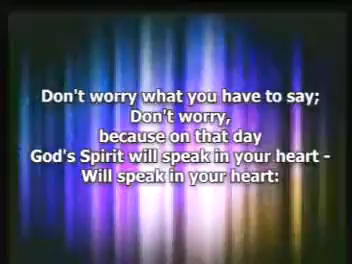 Don't worry what you have to say;
Don't worry,
because on that day
God's Spirit will speak in your heart -
Will speak in your heart: